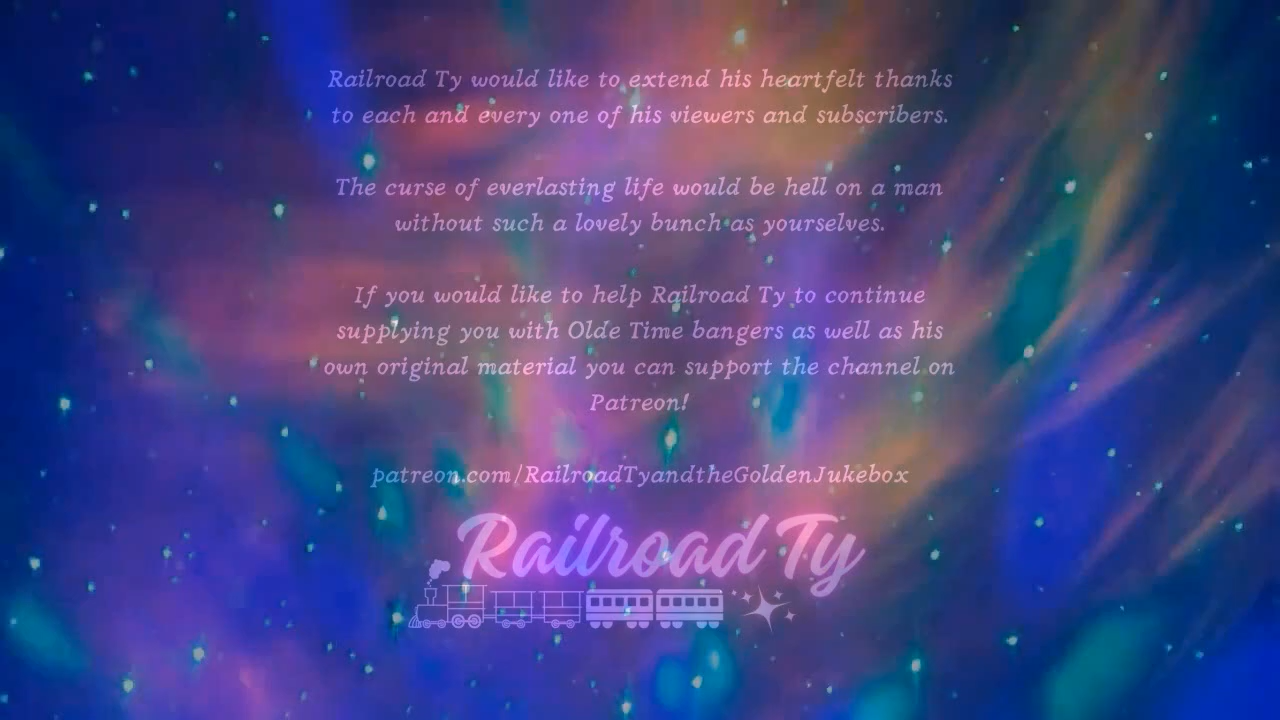 Railroad Ty would like to extend his heartfelt thanks
to each and every one of his viewers and subscribers.
The curse of everlasting life would be hell on a man
without such a lovely bunch as yourselves.
If you would like to help Railroad Ty to continue
supplying you with Olde Time bangers as well as his
own original material you can support the channel on
Patreon!
patreon.com/RailroadTyandtheGoldenJukebox
Railroad Ty